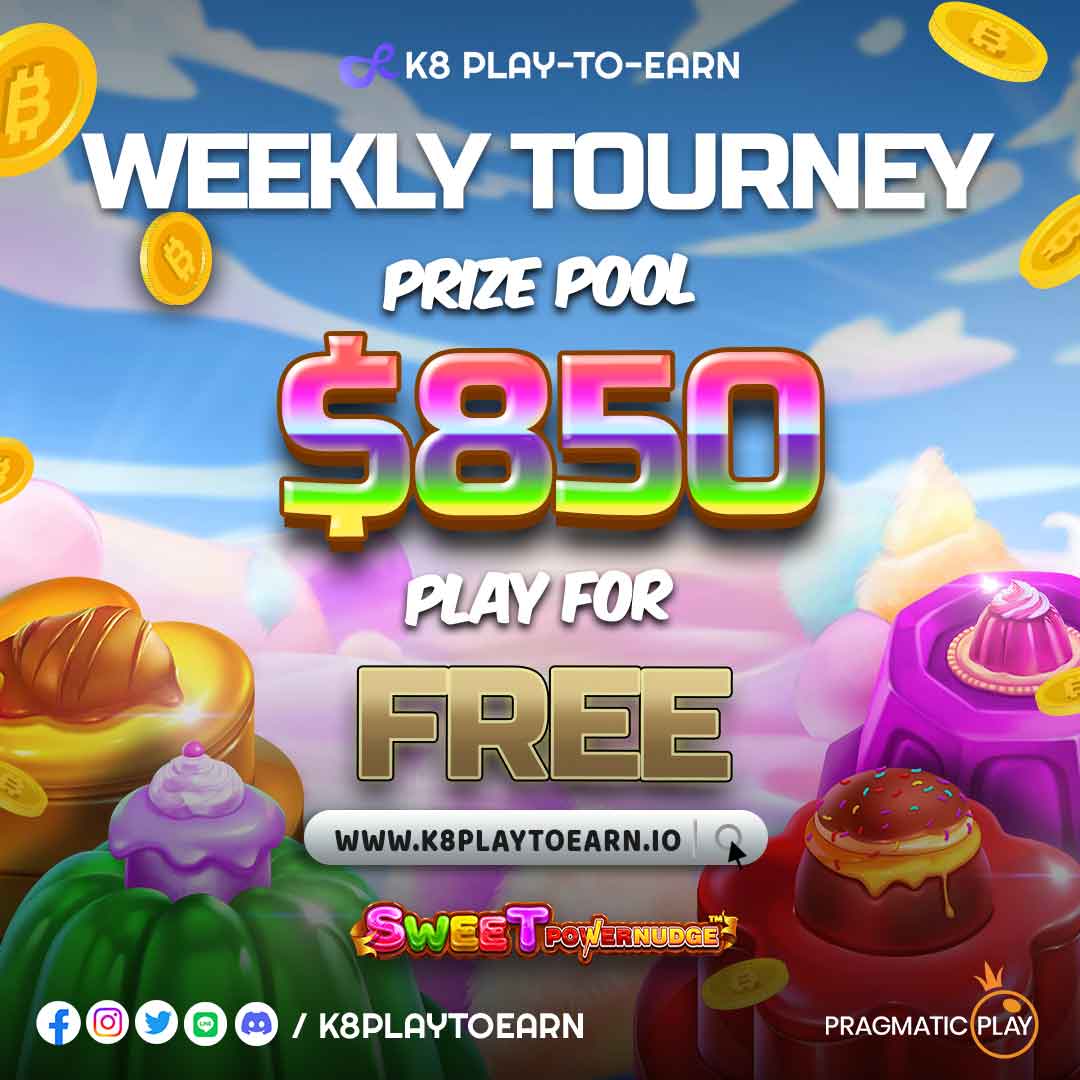 K8 PLAY-TO-EARN
WEEKLY TOURNEY
PRIZE POOL
$850
PLAY FOR
FREE
WWW.K8PLAYTOEARN.IO
SWEET POWERNUDGE™
/ K8PLAYTOEARN
PRAGMATIC PLAY